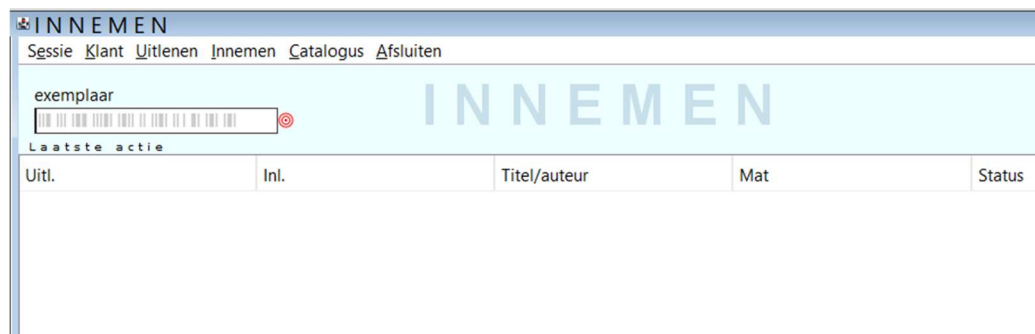 INNEMEN
Sessie Klant Uitlenen Innemen Catalogus Afsluiten
exemplaar
INNEMEN
Laatste actie
Uitl. Inl. Titel/auteur Mat Status